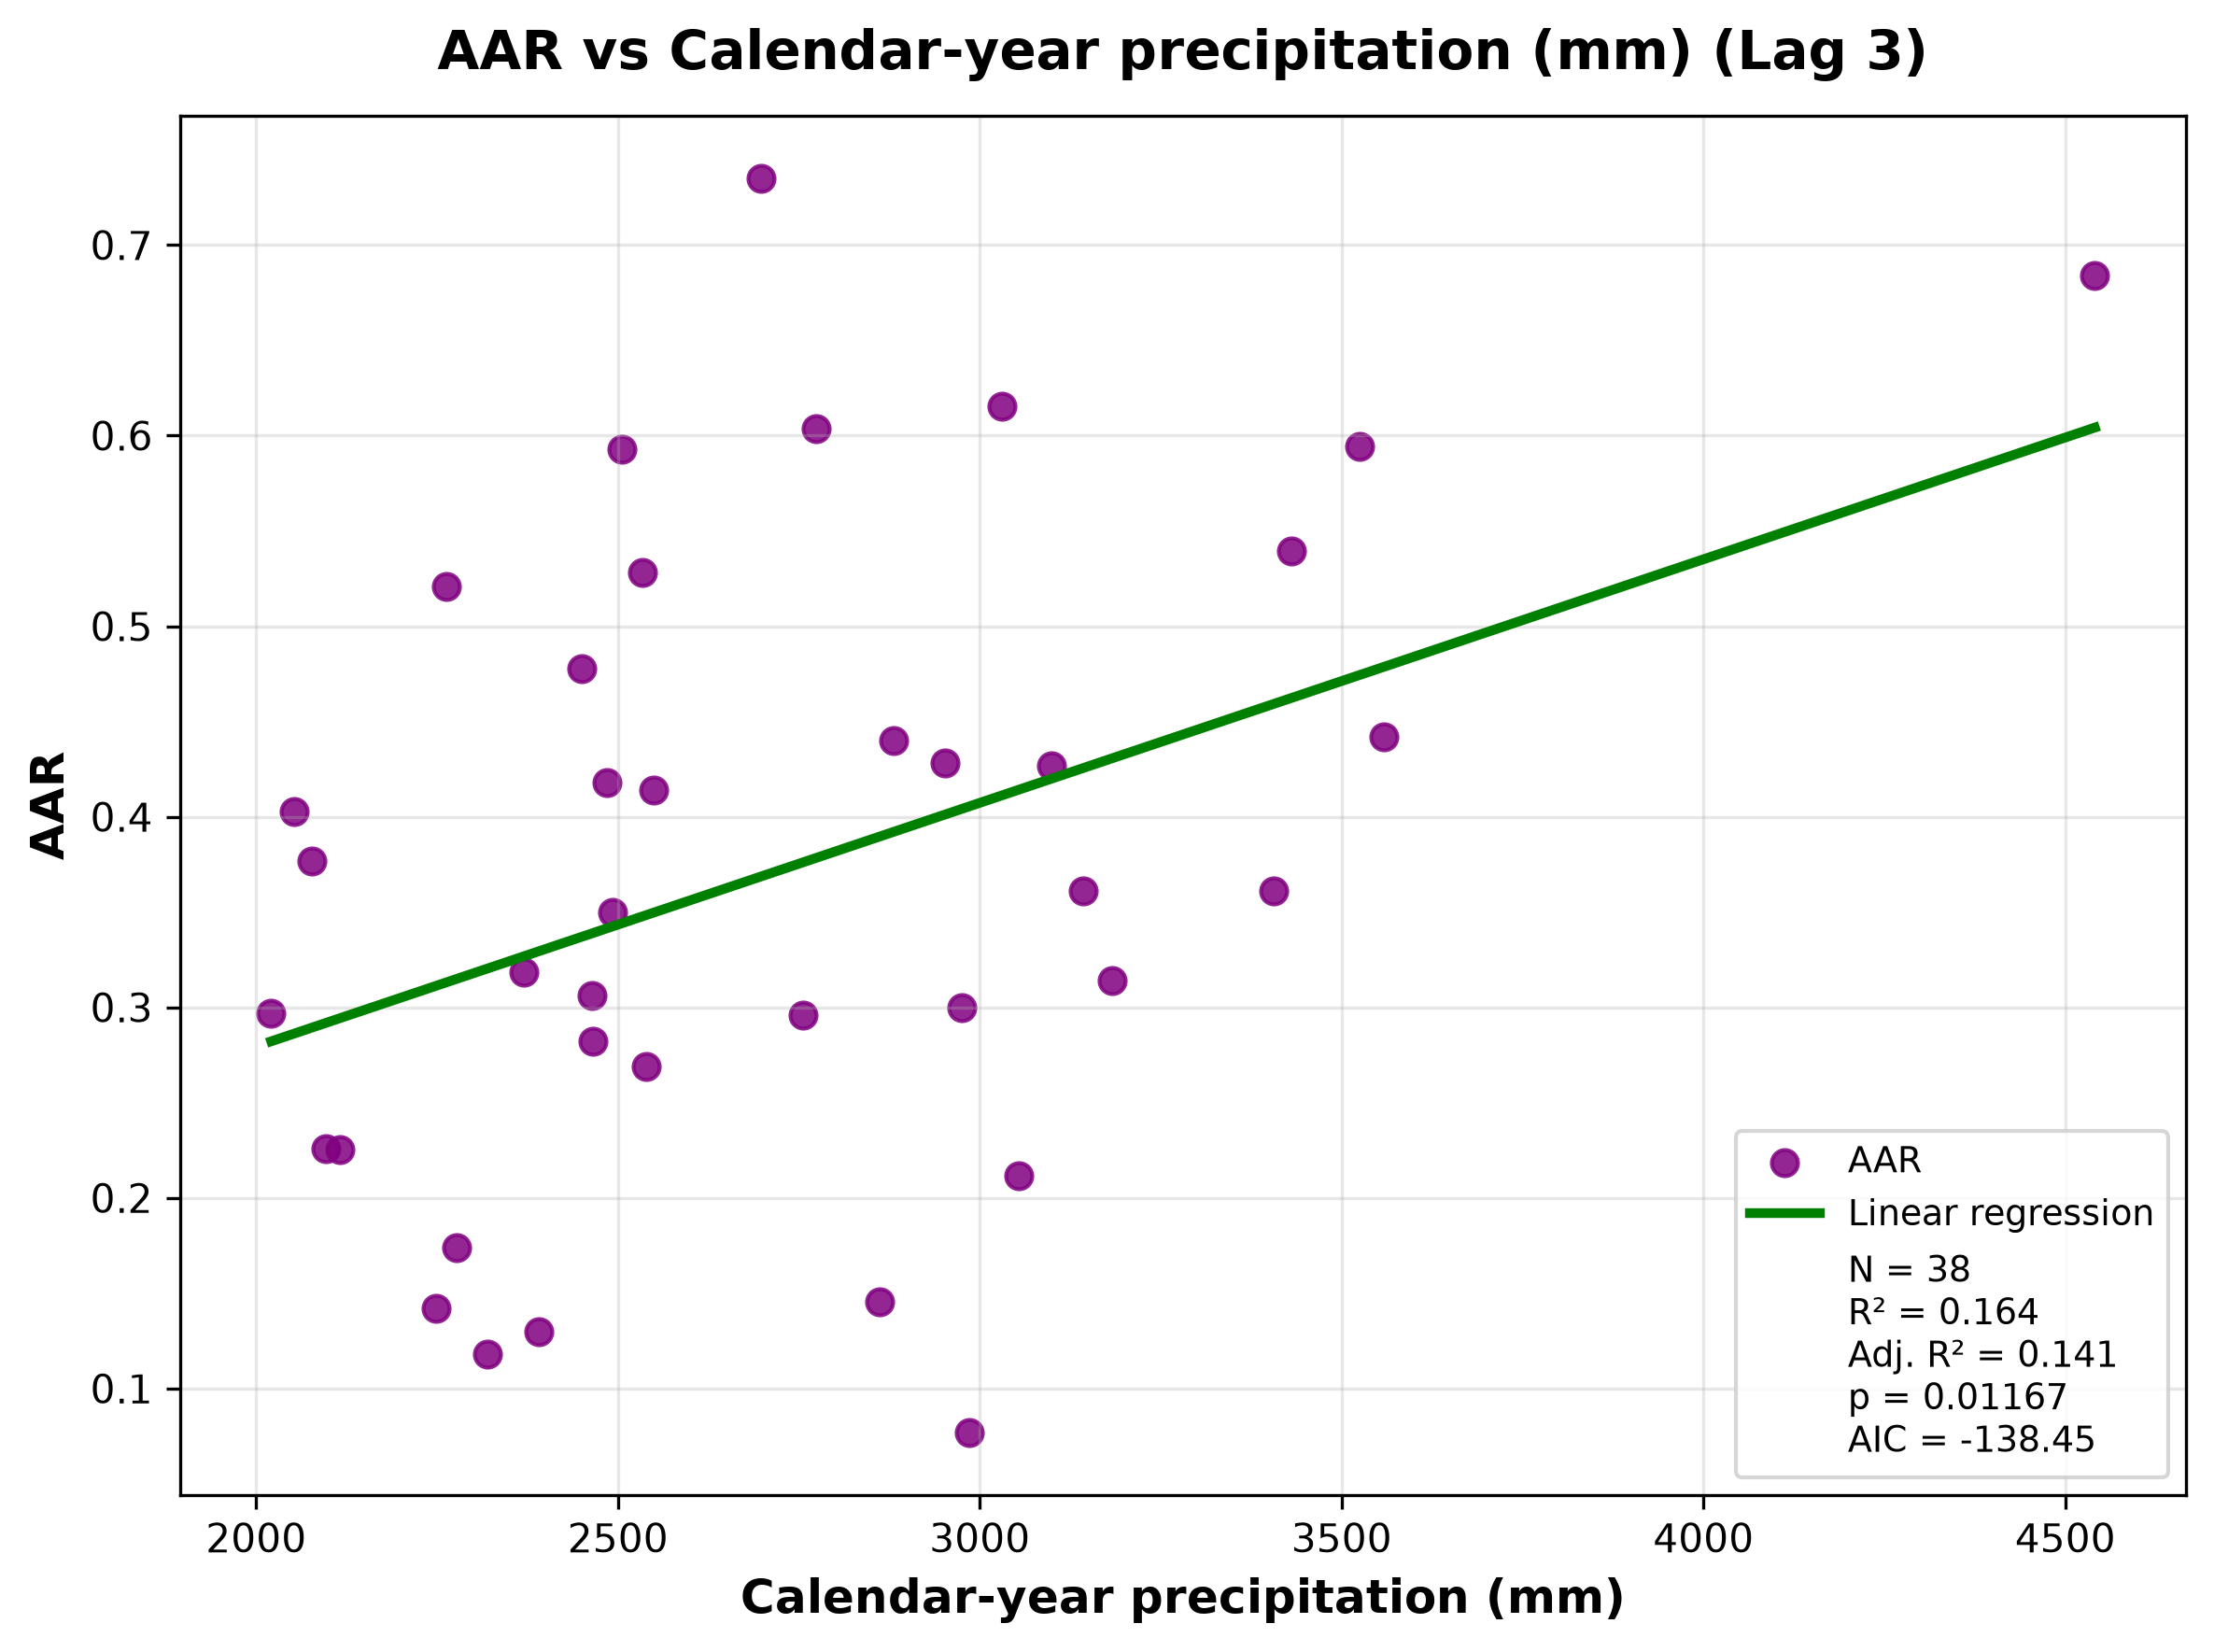 AAR vs Calendar-year precipitation (mm) (Lag 3)
AAR
0.7
0.6
0.5
0.4
0.3
0.2
0.1
2000 2500 3000 3500 4000 4500
Calendar-year precipitation (mm)
AAR
Linear regression
N = 38
R² = 0.164
Adj. R² = 0.141
p = 0.01167
AIC = -138.45